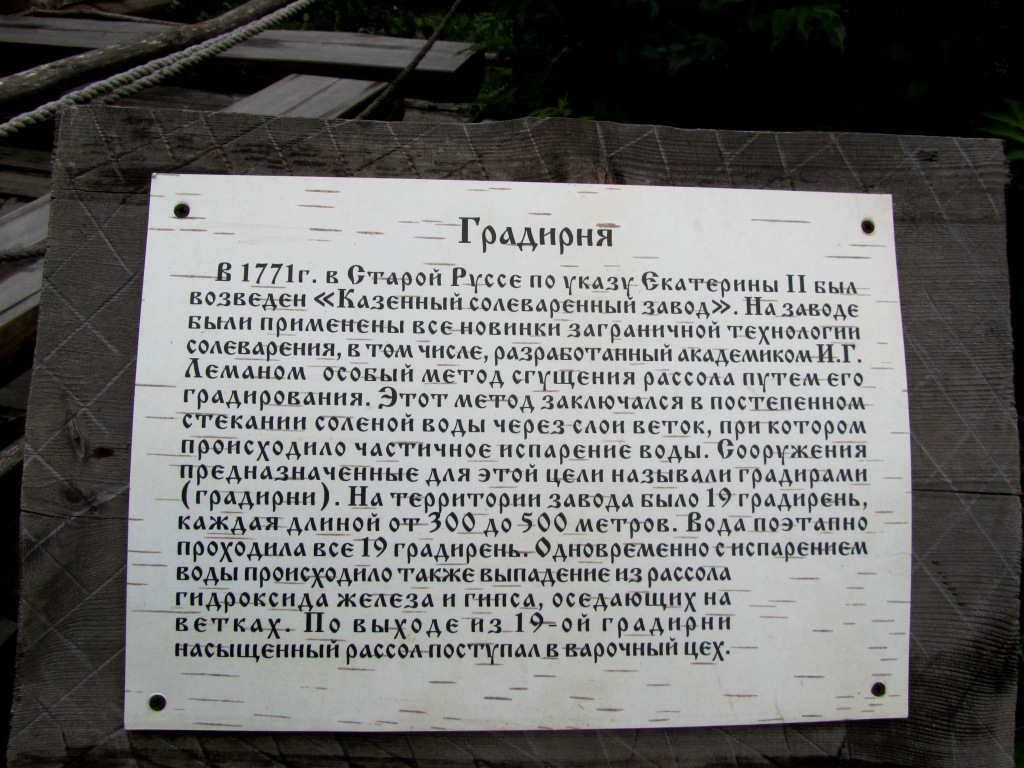 Градирня
В 1771г. в Старой Руссе по указу Екатерины II был
возведен «Казенный солеваренный завод». На заводе
были применены все новинки заграничной технологии
солеварения, в том числе, разработанный академиком И.Г.
Леманом особый метод сгущения рассола путем его
градирования. Этот метод заключался в постепенном
стекании соленой воды через слои веток, при котором
происходило частичное испарение воды. Сооружения
предназначенные для этой цели называли градирами
(градирни). На территории завода было 19 градирень,
каждая длиной от 300 до 500 метров. Вода поэтапно
проходила все 19 градирень. Одновременно с испарением
воды происходило также выпадение из рассола
гидроксида железа и гипса, оседающих на
ветках. По выходе из 19-ой градирни
насыщенный рассол поступал в варочный цех.